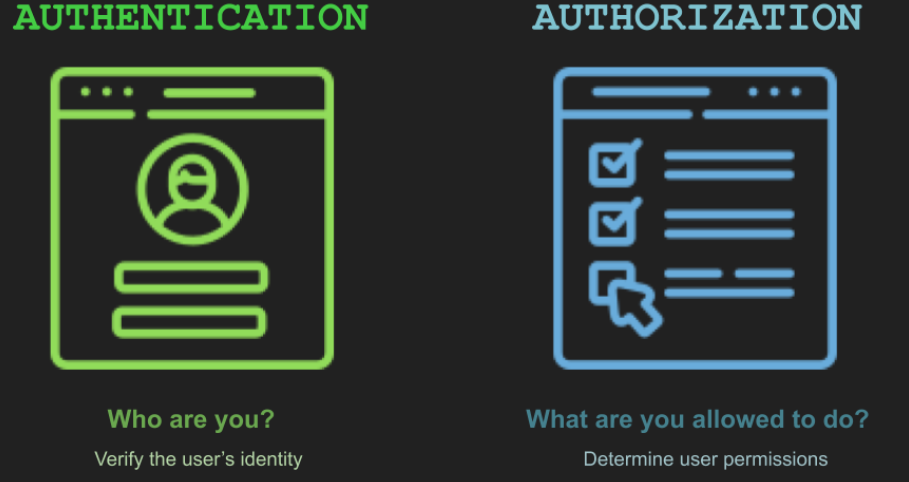 AUTHENTICATION
AUTHORIZATION
Who are you?
What are you allowed to do?
Verify the user's identity
Determine user permissions